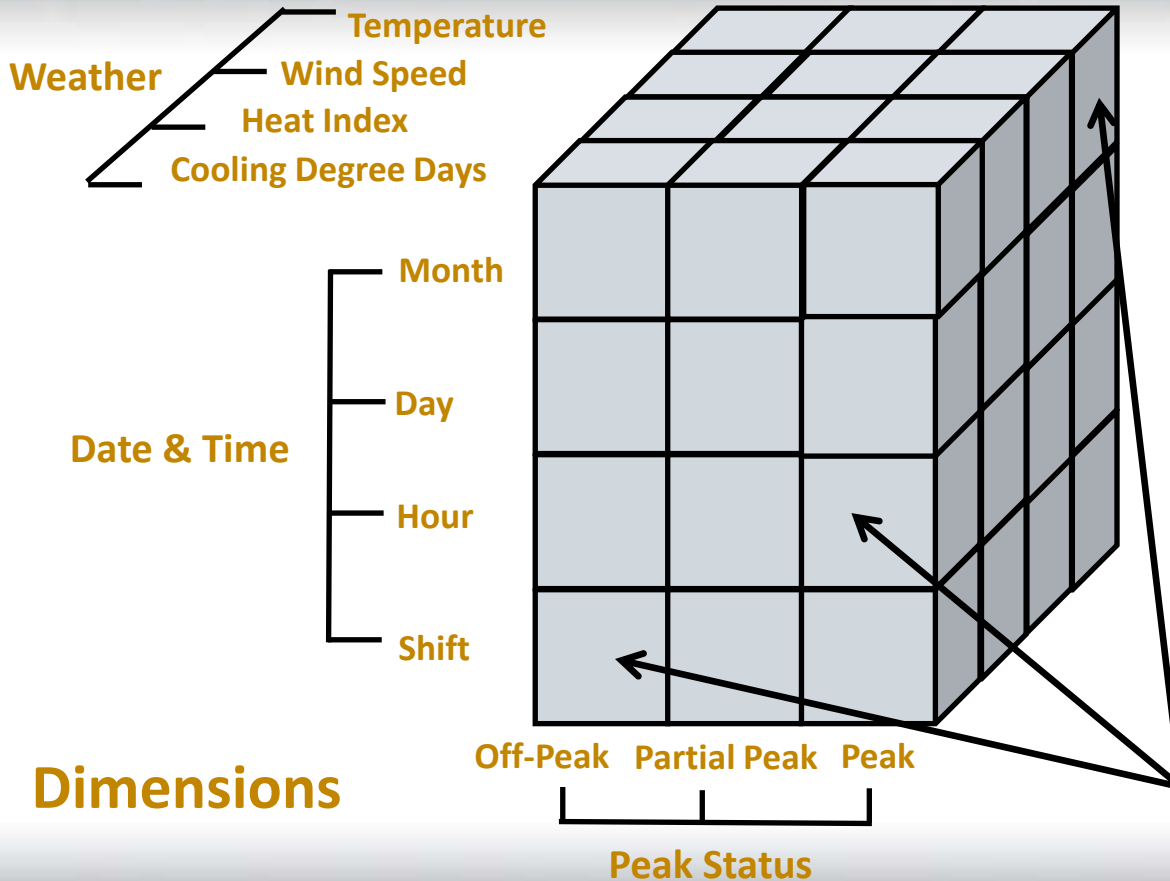 Temperature
Weather
Wind Speed
Heat Index
Cooling Degree Days
Month
Day
Date & Time
Hour
Shift
Off-Peak Partial Peak Peak
Dimensions
Peak Status